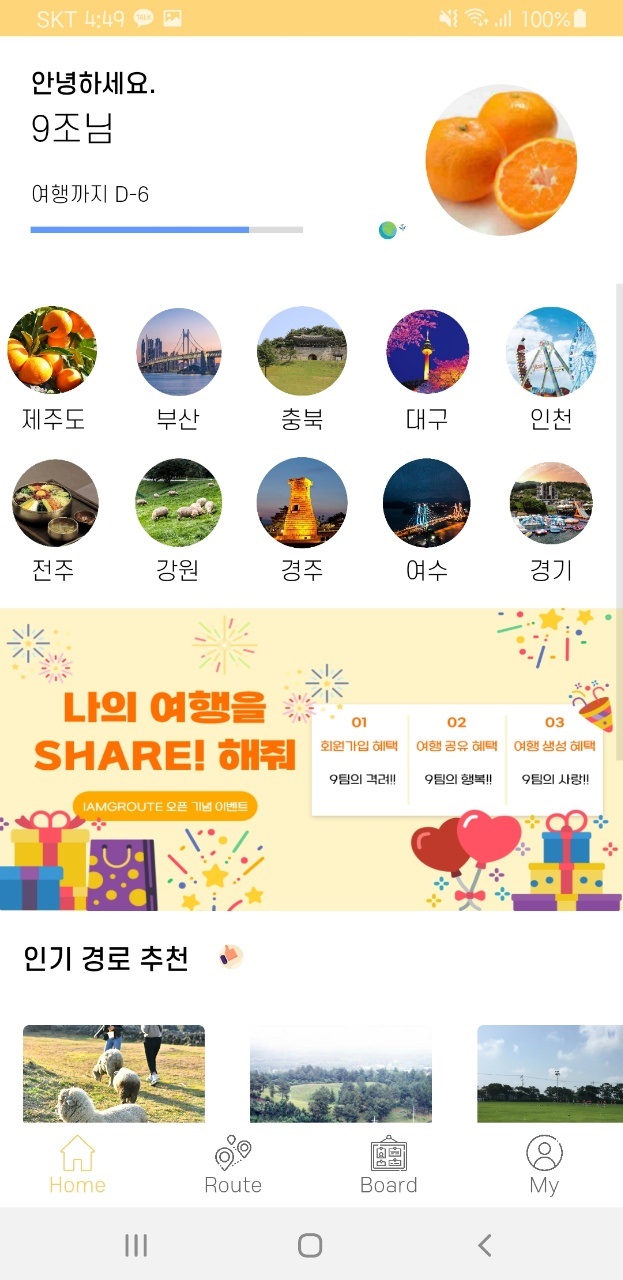 SKT 4:49
100%
안녕하세요.
9조님
여행까지 D-6
제주도 부산 충북 대구 인천
전주 강원 경주 여수 경기
나의 여행을
SHARE! 해줘
IAMGROUTE 오픈 기념 이벤트
01 02 03
회원가입 혜택 여행 공유 혜택 여행 생성 혜택
9팀의 격려!! 9팀의 행복!! 9팀의 사랑!!
인기 경로 추천
Home Route Board My